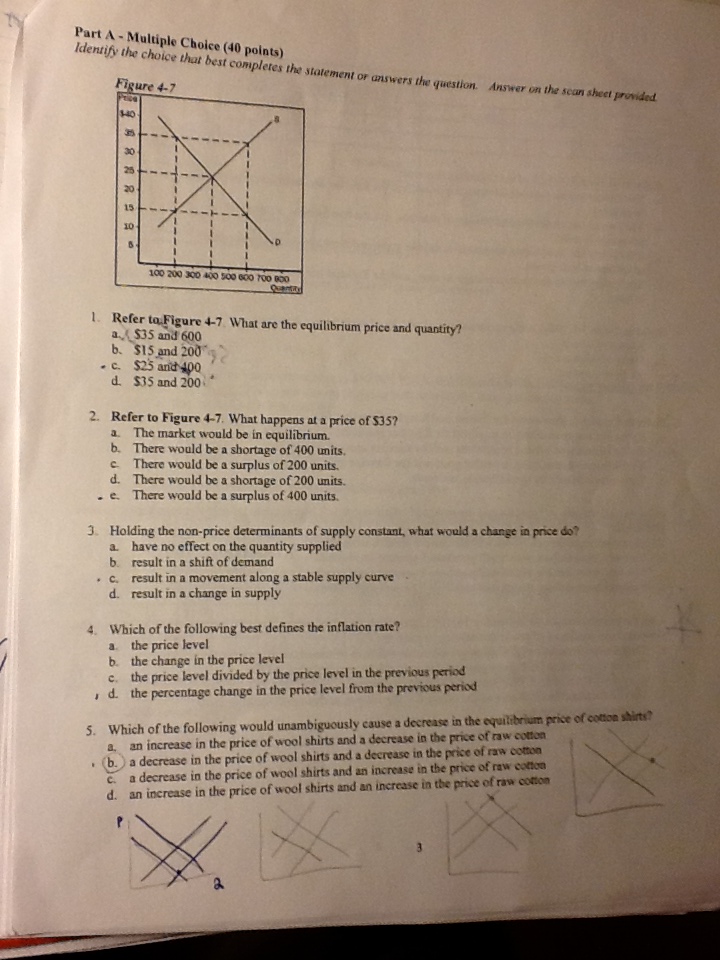 Part A - Multiple Choice (40 points)
Identify the choice that best completes the statement or answers the question. Answer on the scan sheet provided.
Figure 4-7
Price
$40
35
30
25
20
15
10
5
S
D
100 200 300 400 500 600 700 800
Quantity
1. Refer to Figure 4-7. What are the equilibrium price and quantity?
a. $35 and 600
b. $15 and 200
c. $25 and 400
d. $35 and 200
2. Refer to Figure 4-7. What happens at a price of $35?
a. The market would be in equilibrium.
b. There would be a shortage of 400 units.
c. There would be a surplus of 200 units.
d. There would be a shortage of 200 units.
e. There would be a surplus of 400 units.
3. Holding the non-price determinants of supply constant, what would a change in price do?
a. have no effect on the quantity supplied
b. result in a shift of demand
c. result in a movement along a stable supply curve
d. result in a change in supply
4. Which of the following best defines the inflation rate?
a. the price level
b. the change in the price level
c. the price level divided by the price level in the previous period
d. the percentage change in the price level from the previous period
5. Which of the following would unambiguously cause a decrease in the equilibrium price of cotton shirts?
a. an increase in the price of wool shirts and a decrease in the price of raw cotton
b. a decrease in the price of wool shirts and a decrease in the price of raw cotton
c. a decrease in the price of wool shirts and an increase in the price of raw cotton
d. an increase in the price of wool shirts and an increase in the price of raw cotton
P
Q
3